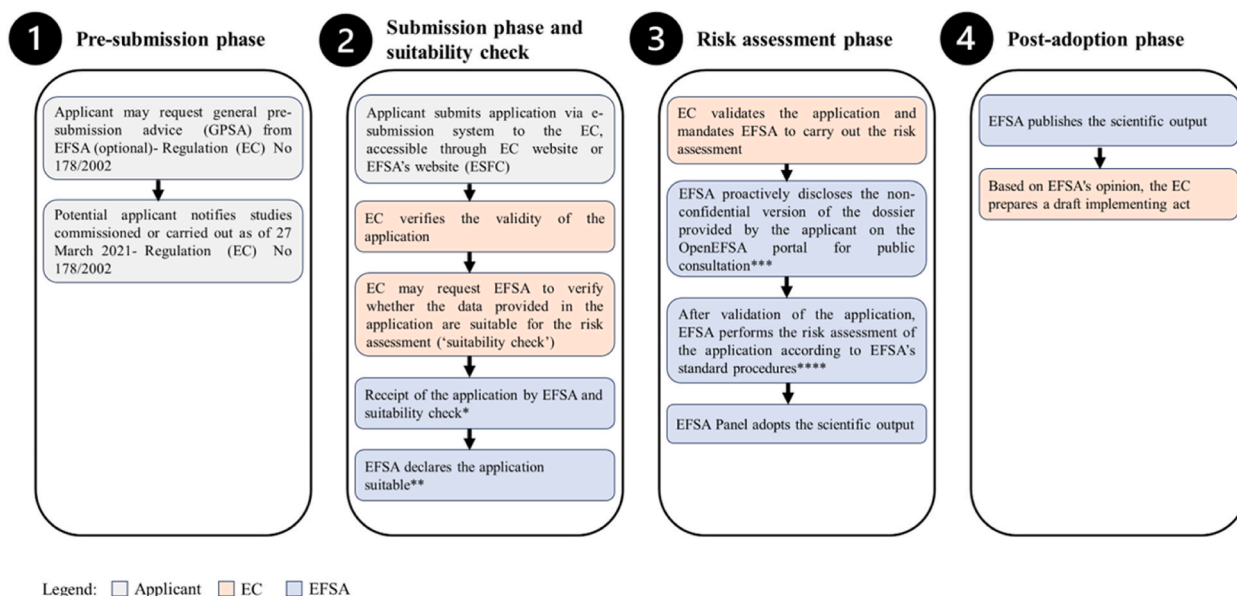 1
Pre-submission phase
Applicant may request general pre-
submission advice (GPSA) from
EFSA (optional)- Regulation (EC) No
178/2002
Potential applicant notifies studies
commissioned or carried out as of 27
March 2021- Regulation (EC) No
178/2002
2
Submission phase and
suitability check
Applicant submits application via e-
submission system to the EC,
accessible through EC website or
EFSA's website (ESFC)
EC verifies the validity of the
application
EC may request EFSA to verify
whether the data provided in the
application are suitable for the risk
assessment (‘suitability check’)
Receipt of the application by EFSA and
suitability check*
EFSA declares the application
suitable**
3
Risk assessment phase
EC validates the application and
mandates EFSA to carry out the risk
assessment
EFSA proactively discloses the non-
confidential version of the dossier
provided by the applicant on the
OpenEFSA portal for public
consultation***
After validation of the application,
EFSA performs the risk assessment of
the application according to EFSA's
standard procedures****
EFSA Panel adopts the scientific output
4
Post-adoption phase
EFSA publishes the scientific output
Based on EFSA's opinion, the EC
prepares a draft implementing act
Legend: Applicant EC EFSA